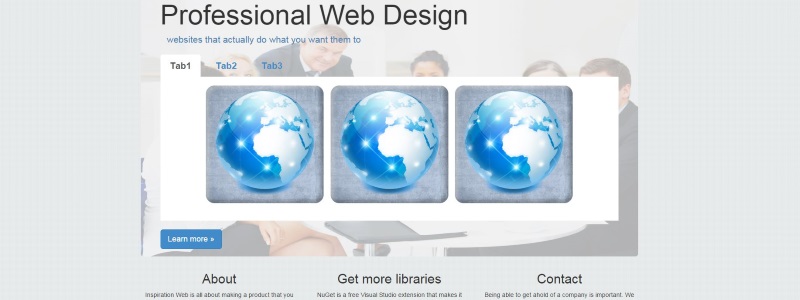 Professional Web Design
websites that actually do what you want them to
Tab1 Tab2 Tab3
Learn more »
About Get more libraries Contact
Inspiration Web is all about making a product that you NuGet is a free Visual Studio extension that makes it Being able to get ahold of a company is important. We